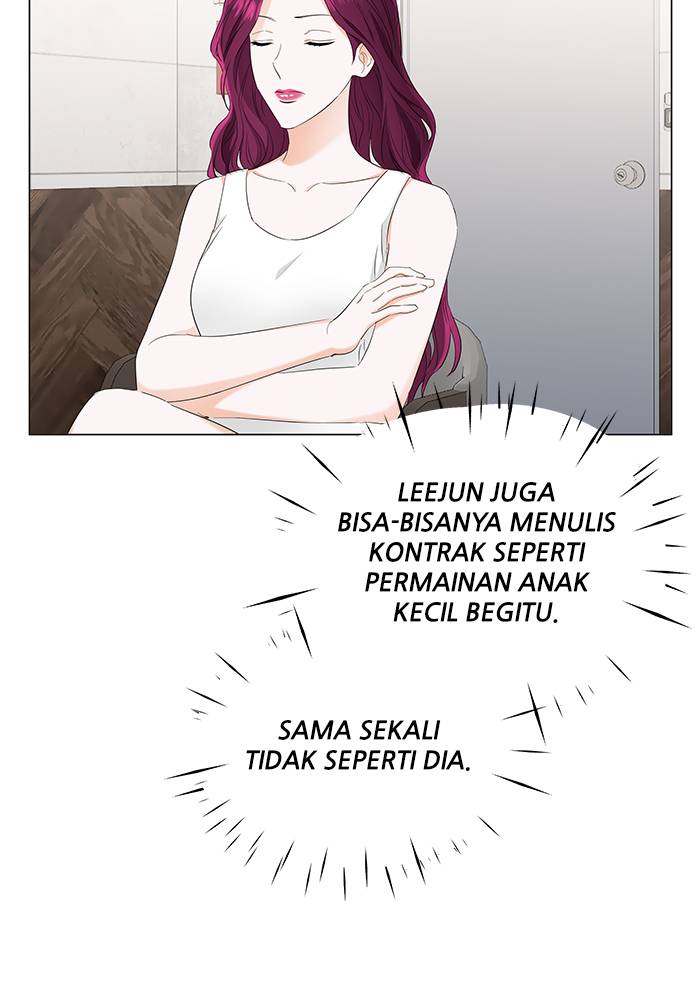 LEEJUN JUGA
BISA-BISANYA MENULIS
KONTRAK SEPERTI
PERMAINAN ANAK
KECIL BEGITU.
SAMA SEKALI
TIDAK SEPERTI DIA.